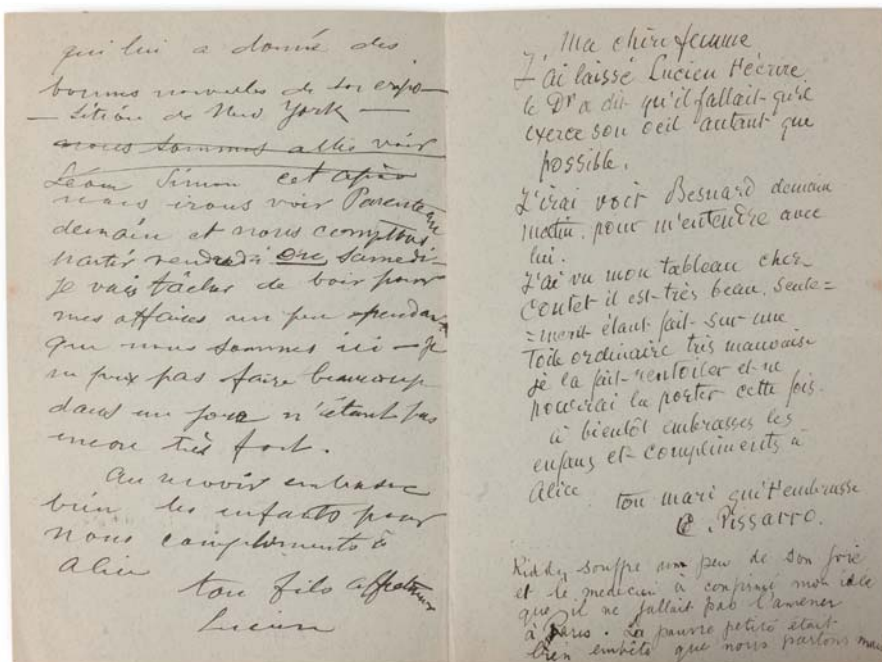 qui lui a donné des
bonnes nouvelles de son expo-
- sition de New York -
nous sommes allés voir
Léon Simon cet après
nous irons voir Parenteau
demain et nous comptons
partir vendredi ou samedi -
Je vais tâcher de voir pour
mes affaires un peu pendant
que nous sommes ici - Je
ne peux pas faire beaucoup
dans un jour n'étant pas
encore très fort.
Au revoir embrasse
bien les enfants pour
nous compliments à
Alice
ton fils affectueux
Lucien
Ma chère femme
J'ai laissé Lucien t'écrire
le Dr a dit qu'il fallait qu'il
exerce son oeil autant que
possible.
J'irai voir Besnard demain
matin pour m'entendre avec
lui.
J'ai vu mon tableau chez
Contet il est très beau. seule=
=ment étant fait sur une
Toile ordinaire très mauvaise
je la fait rentoiler et ne
pourrai la porter cette fois.
à bientôt embrasses les
enfans et compliments à
Alice
ton mari qui t'embrasse
C. Pissarro.
Kiddy souffre un peu de son foie
et le medecin à confirmé mon idée
qu'il ne fallait pas l'amener
à Paris. La pauvre petite était
bien embêté que nous partons mais